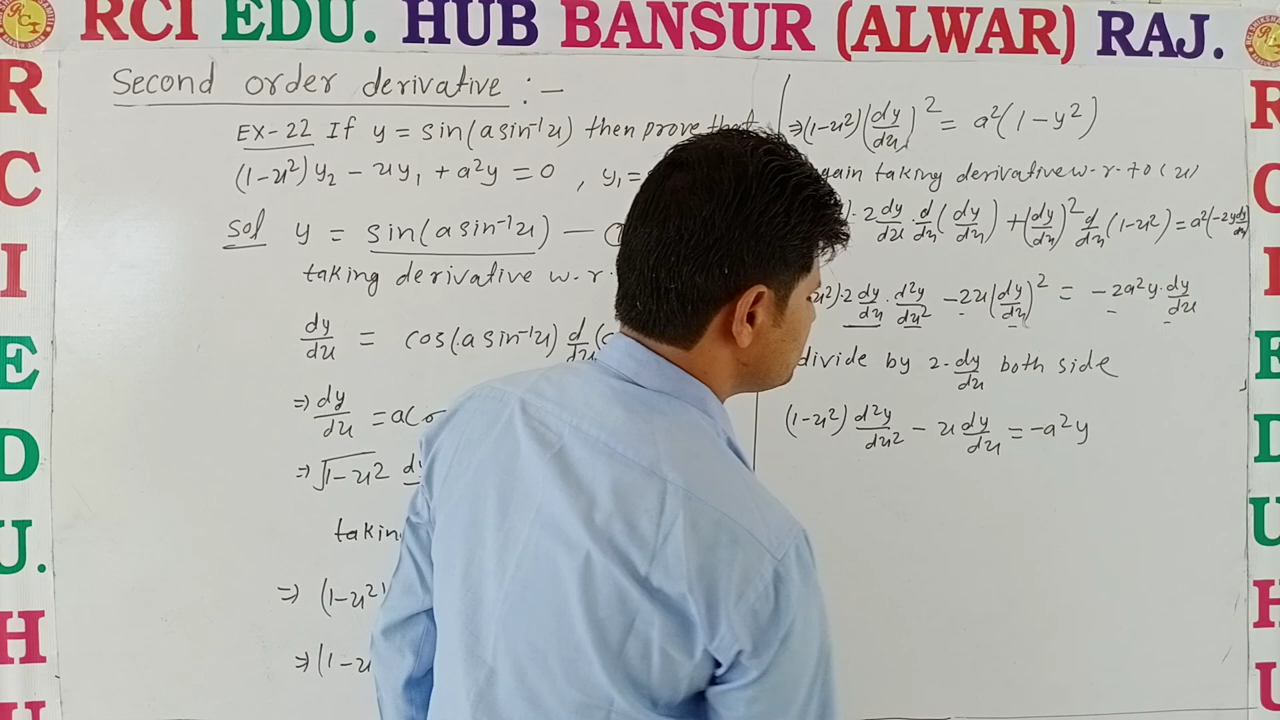 RCI EDU. HUB BANSUR (ALWAR) RAJ.
R
C
I
E
D
U.
H
U
Second order derivative :-
EX-22 If y = sin(a sin⁻¹x) then prove that
(1-x²)y₂ - xy₁ + a²y = 0 , y₁ =
Sol y = sin(a sin⁻¹x) —
taking derivative w.r.
dy/dx = cos(a sin⁻¹x) d/dx (
⇒ dy/dx = a Co
⇒ √1-x² dy
takin
⇒ (1-x²)
⇒ (1-x
⇒ (1-x²) (dy/dx)² = a²(1-y²)
gain taking derivative w.r.to (x)
). 2 dy/dx . d/dx (dy/dx) + (dy/dx)² d/dx (1-x²) = a²(-2y dy/dx)
x²).2 dy/dx . d²y/dx² - 2x(dy/dx)² = -2a²y. dy/dx
divide by 2. dy/dx both side
(1-x²) d²y/dx² - x dy/dx = -a²y
R
C
I
E
D
U.
H
U